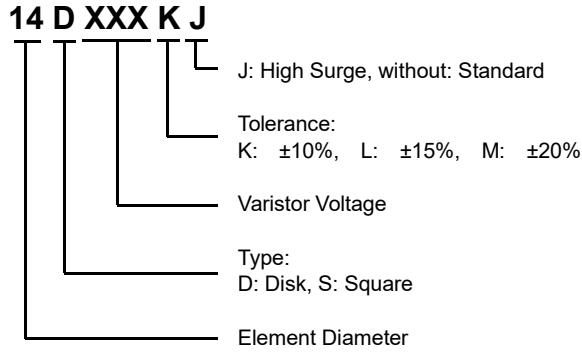 14 D XXX K J
J: High Surge, without: Standard
Tolerance:
K: ±10%, L: ±15%, M: ±20%
Varistor Voltage
Type:
D: Disk, S: Square
Element Diameter